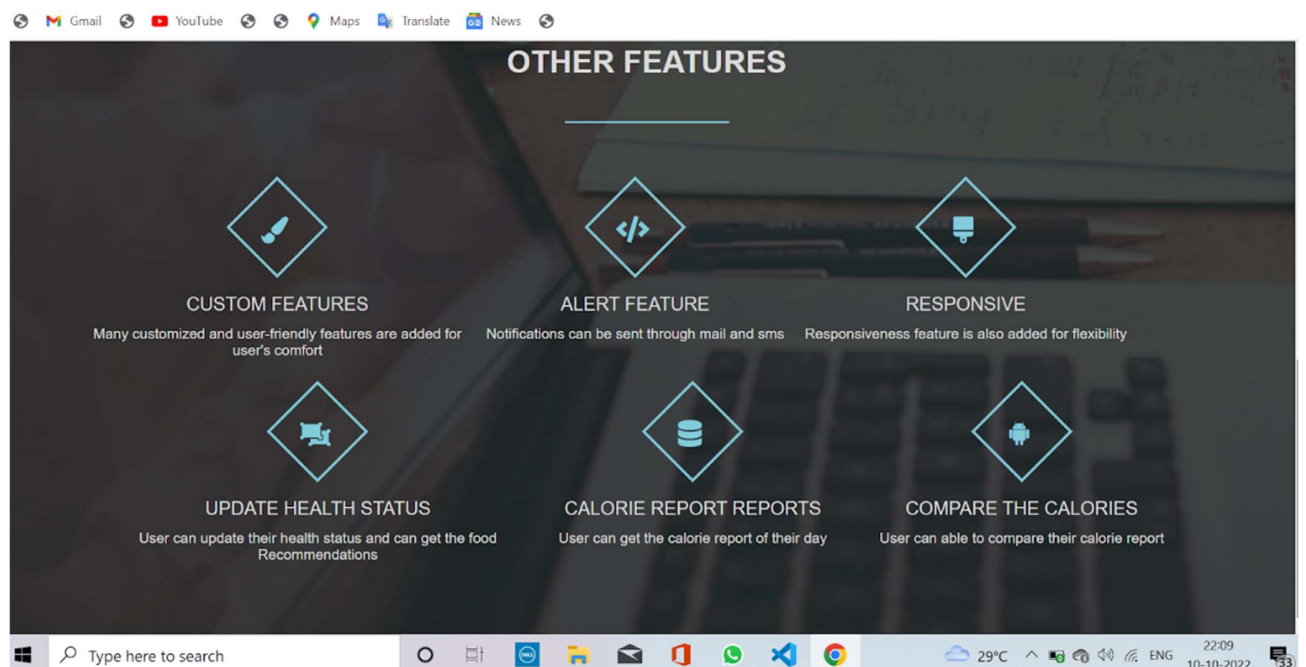 Gmail YouTube Maps Translate News
OTHER FEATURES
CUSTOM FEATURES
Many customized and user-friendly features are added for
user's comfort
ALERT FEATURE
Notifications can be sent through mail and sms
RESPONSIVE
Responsiveness feature is also added for flexibility
UPDATE HEALTH STATUS
User can update their health status and can get the food
Recommendations
CALORIE REPORT REPORTS
User can get the calorie report of their day
COMPARE THE CALORIES
User can able to compare their calorie report
Type here to search
DELL
29°C ENG 22:09
10-10-2022
33